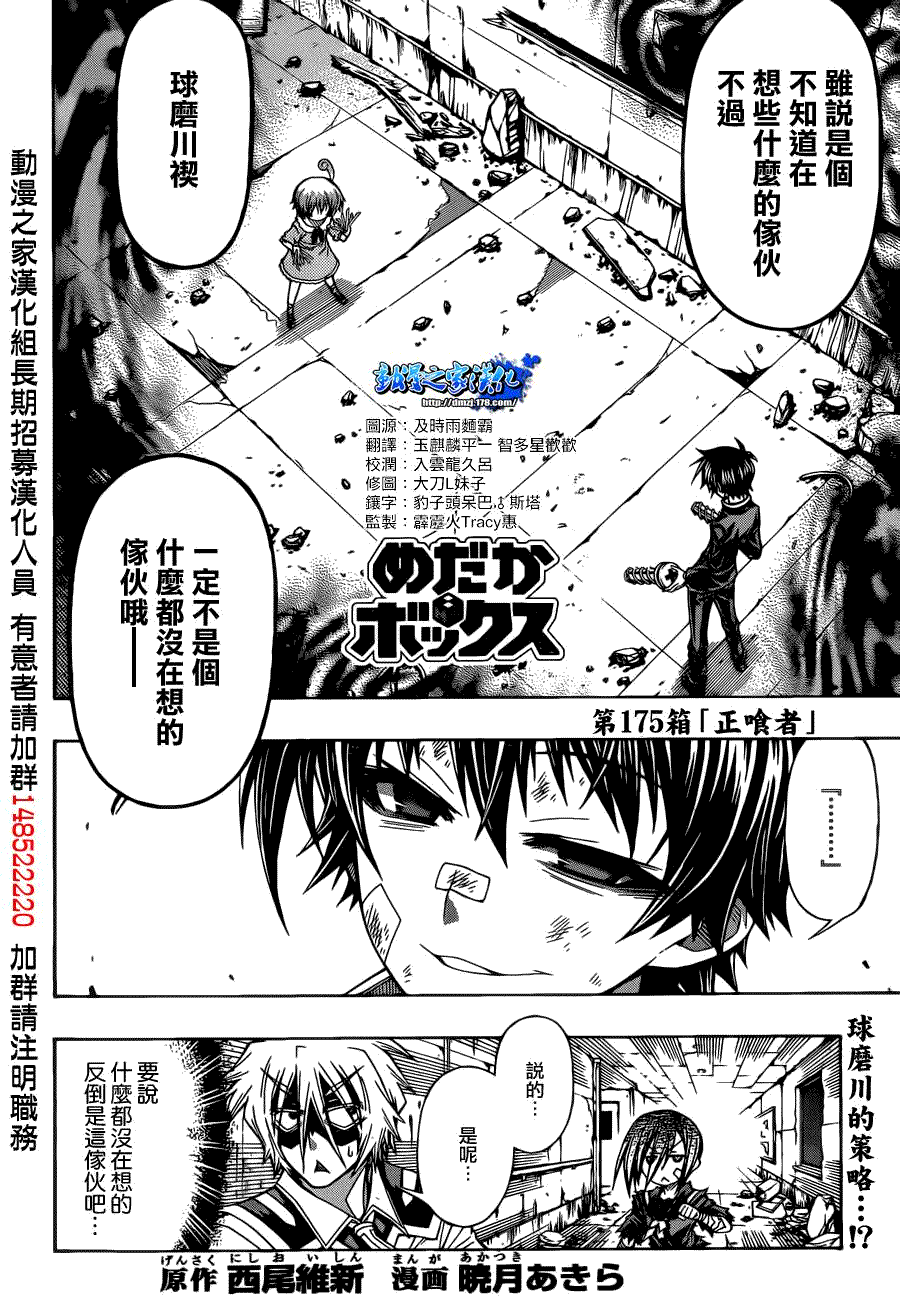 雖說是個
不知道在
想些什麼的傢伙
不過
球磨川禊
一定不是個
什麼都沒在想的
傢伙哦——
動漫之家漢化
http://dmzj.178.com/
圖源：及時雨麵霸
翻譯：玉麒麟平一 智多星歡歡
校潤：入雲龍久呂
修圖：大刀L妹子
鑲字：豹子頭呆巴、斯塔
監製：霹靂火Tracy惠
めだか
ボックス
第175箱「正喰者」
『………』
球磨川的策略…!?
説的…
是呢…
要說
什麼都沒在想的
反倒是這傢伙吧…
げんさく にしおいしん まんが あかつき
原作 西尾維新 漫画 暁月あきら
動漫之家漢化組長期招募漢化人員 有意者請加群148522220 加群請注明職務